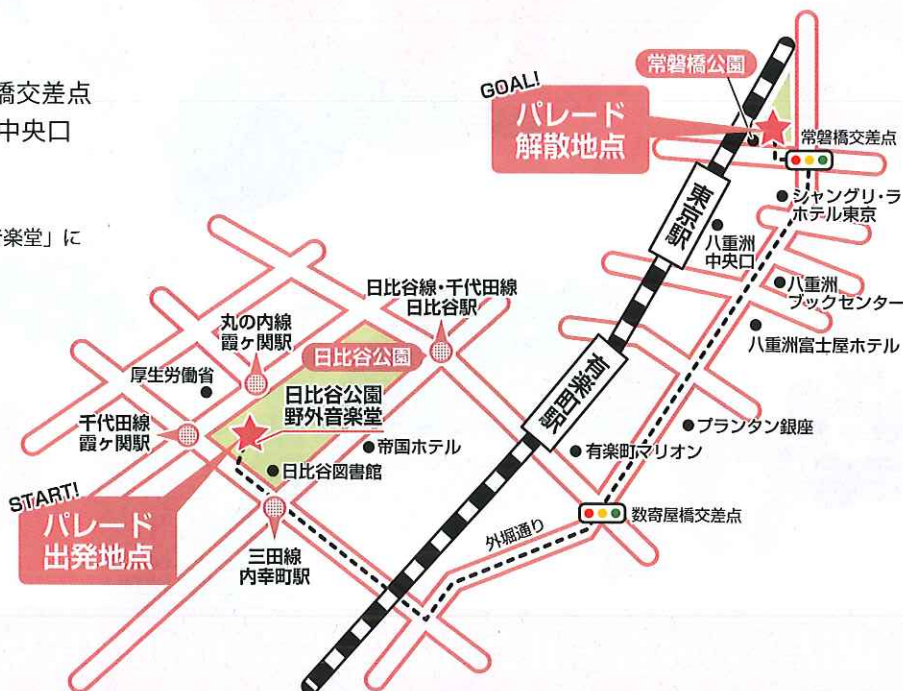 橋交差点
中央口
音楽堂」に
GOAL!
パレード
解散地点
常磐橋公園
常磐橋交差点
シャングリ・ラ
ホテル東京
東京駅
八重洲
中央口
八重洲
ブックセンター
八重洲富士屋ホテル
日比谷線・千代田線
日比谷駅
丸の内線
霞ヶ関駅
日比谷公園
厚生労働省
日比谷公園
野外音楽堂
有楽町駅
千代田線
霞ヶ関駅
帝国ホテル
プランタン銀座
有楽町マリオン
日比谷図書館
START!
パレード
出発地点
数寄屋橋交差点
外堀通り
三田線
内幸町駅